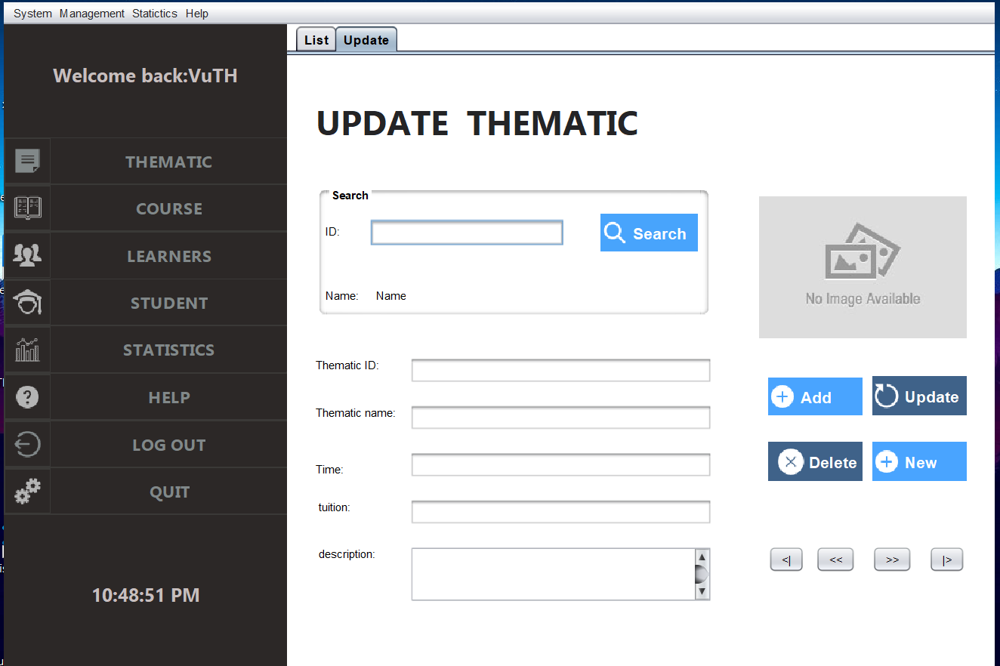 System Management Statictics Help
Welcome back:VuTH
THEMATIC
COURSE
LEARNERS
STUDENT
STATISTICS
HELP
LOG OUT
QUIT
10:48:51 PM
List Update
UPDATE THEMATIC
Search
ID:
Search
Name: Name
No Image Available
Thematic ID:
Thematic name:
Time:
tuition:
description:
Add Update
Delete New
<| << >> |>